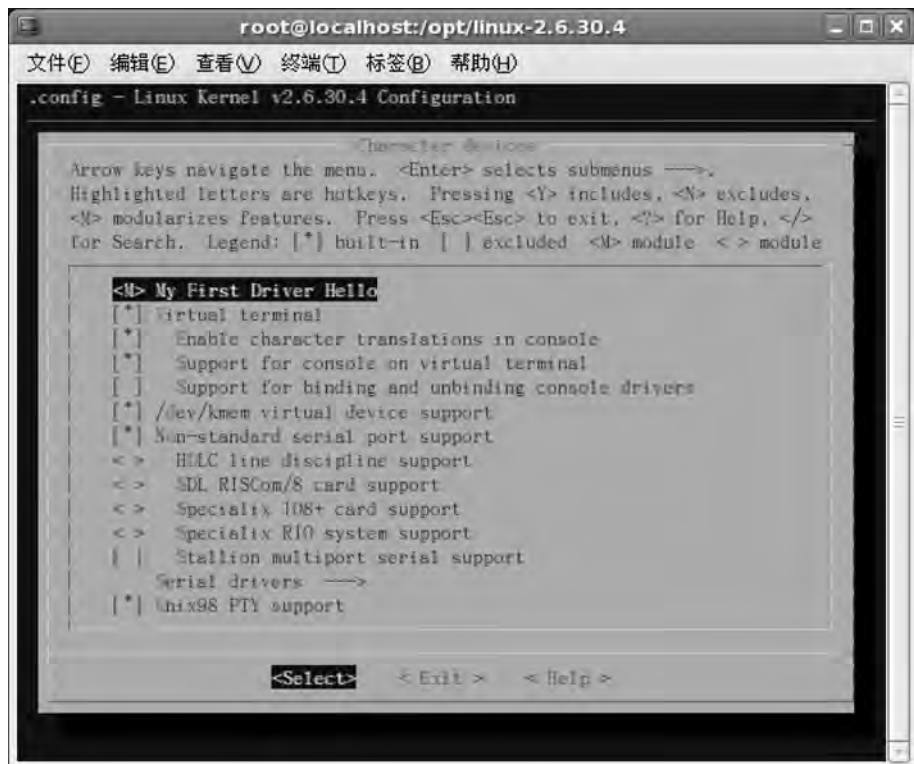 root@localhost:/opt/linux-2.6.30.4
文件(F) 编辑(E) 查看(V) 终端(T) 标签(B) 帮助(H)
.config - Linux Kernel v2.6.30.4 Configuration
Character devices
Arrow keys navigate the menu. <Enter> selects submenus --->.
Highlighted letters are hotkeys. Pressing <Y> includes, <N> excludes,
<M> modularizes features. Press <Esc><Esc> to exit, <?> for Help, </>
for Search. Legend: [*] built-in [ ] excluded <M> module < > module
<M> My First Driver Hello
[*] Virtual terminal
[*] Enable character translations in console
[*] Support for console on virtual terminal
[ ] Support for binding and unbinding console drivers
[*] /dev/kmem virtual device support
[*] Non-standard serial port support
< > HDLC line discipline support
< > SDL RISCom/8 card support
< > Specialix IO8+ card support
< > Specialix RIO system support
[ ] Stallion multiport serial support
Serial drivers --->
[*] Unix98 PTY support
<Select> < Exit > < Help >